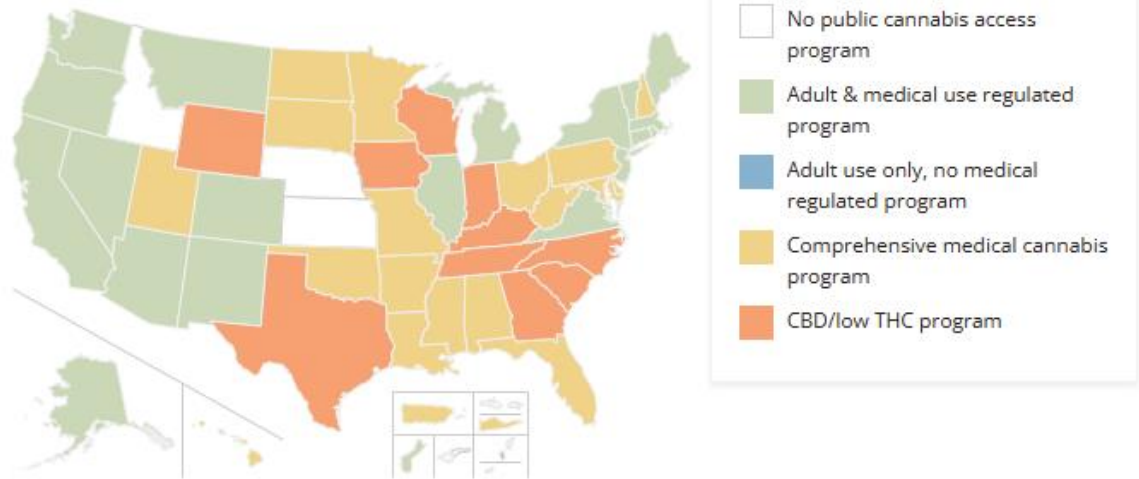 No public cannabis access
program
Adult & medical use regulated
program
Adult use only, no medical
regulated program
Comprehensive medical cannabis
program
CBD/low THC program